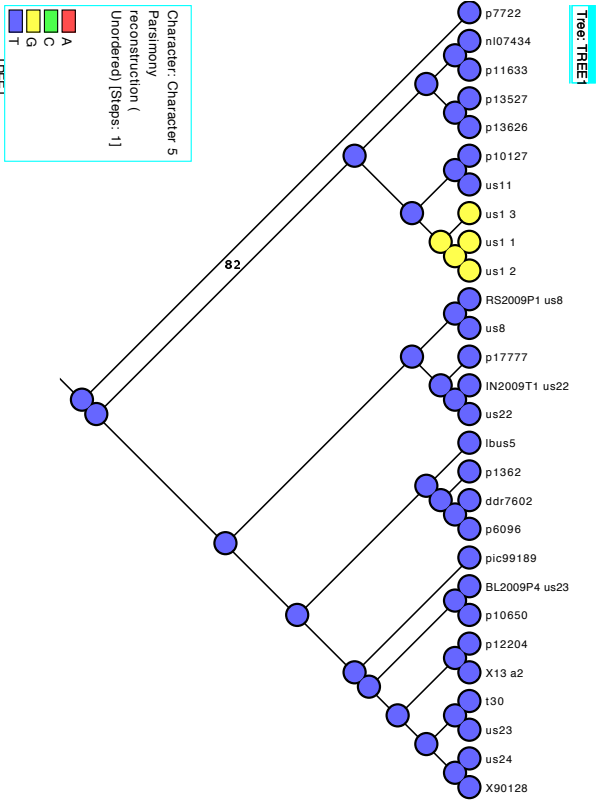 Tree: TREE1
p7722
nl07434
p11633
p13527
p13626
p10127
us11
us1 3
us1 1
us1 2
RS2009P1 us8
us8
p17777
IN2009T1 us22
us22
lbus5
p1362
ddr7602
p6096
pic99189
BL2009P4 us23
p10650
p12204
X13 a2
t30
us23
us24
X90128
82
Character: Character 5
Parsimony
reconstruction (
Unordered) [Steps: 1]
A
C
G
T